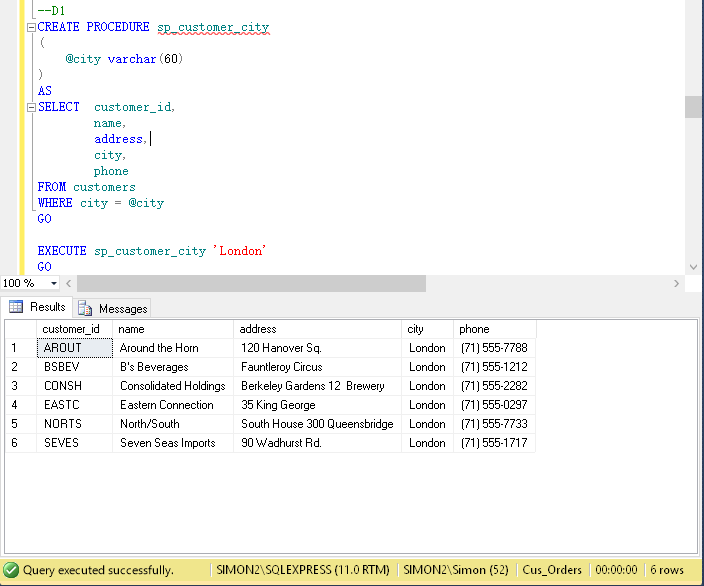 --D1
CREATE PROCEDURE sp_customer_city
(
@city varchar(60)
)
AS
SELECT customer_id,
name,
address,
city,
phone
FROM customers
WHERE city = @city
GO
EXECUTE sp_customer_city 'London'
GO
100 %
Results Messages
customer_id name address city phone
1 AROUT Around the Horn 120 Hanover Sq. London (71) 555-7788
2 BSBEV B's Beverages Fauntleroy Circus London (71) 555-1212
3 CONSH Consolidated Holdings Berkeley Gardens 12 Brewery London (71) 555-2282
4 EASTC Eastern Connection 35 King George London (71) 555-0297
5 NORTS North/South South House 300 Queensbridge London (71) 555-7733
6 SEVES Seven Seas Imports 90 Wadhurst Rd. London (71) 555-1717
Query executed successfully. SIMON2\SQLEXPRESS (11.0 RTM) SIMON2\Simon (52) Cus_Orders 00:00:00 6 rows